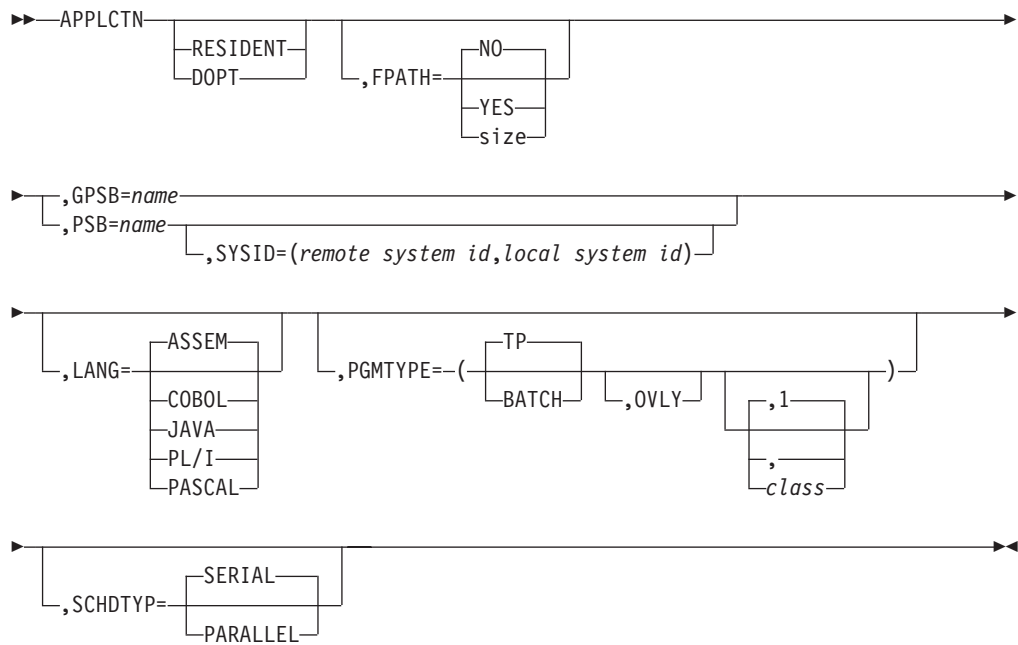 APPLCTN
RESIDENT
DOPT
,FPATH=
NO
YES
size
,GPSB=name
,PSB=name
,SYSID=(remote system id,local system id)
,LANG=
ASSEM
COBOL
JAVA
PL/I
PASCAL
,PGMTYPE=(
TP
BATCH
,OVLY
,1
,
class
)
,SCHDTYP=
SERIAL
PARALLEL